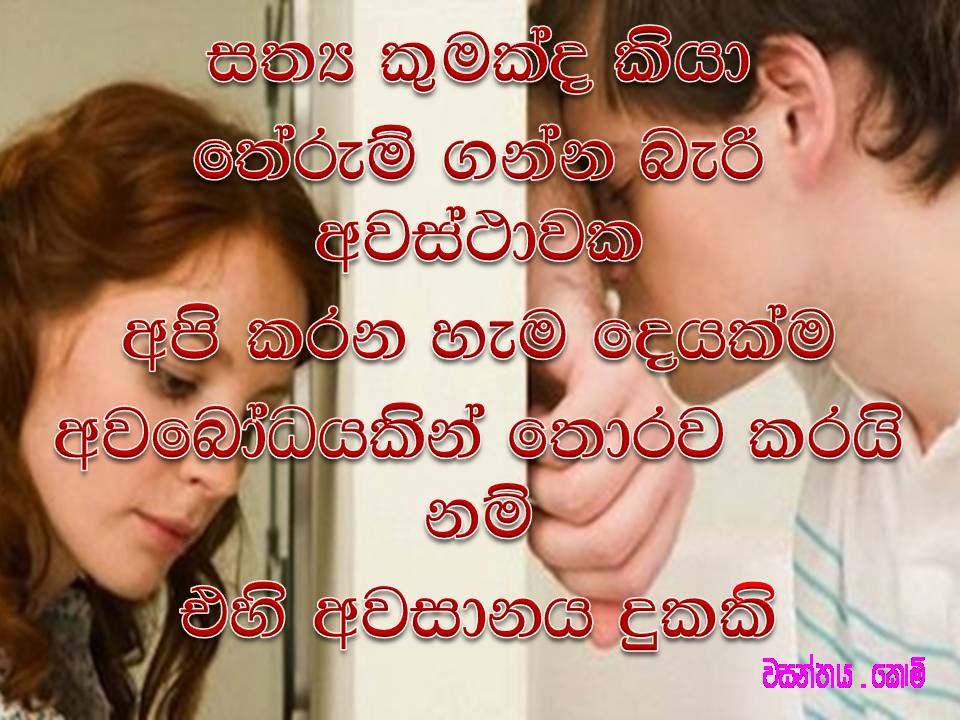 සත්‍ය කුමක්ද කියා
තේරුම් ගන්න බැරි
අවස්ථාවක
අපි කරන හැම දෙයක්ම
අවබෝධයකින් තොරව කරයි
නම්
එහි අවසානය දුකකි
වසන්තය . කොම්